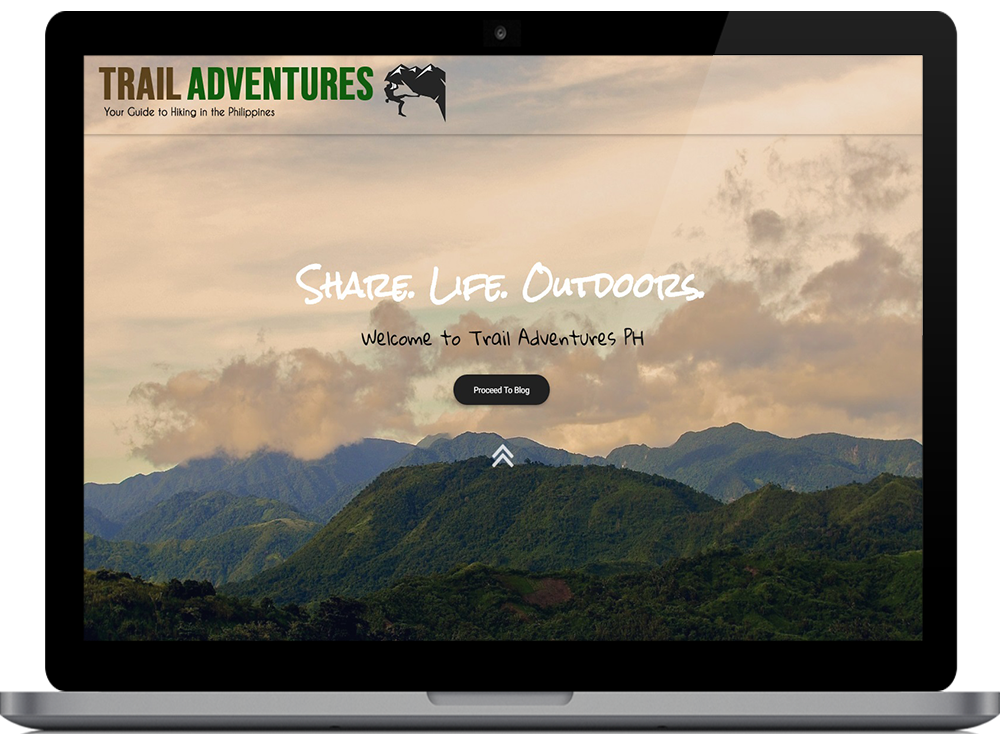 TRAIL ADVENTURES
Your Guide to Hiking in the Philippines
Share. Life. Outdoors.
Welcome to Trail Adventures PH
Proceed To Blog